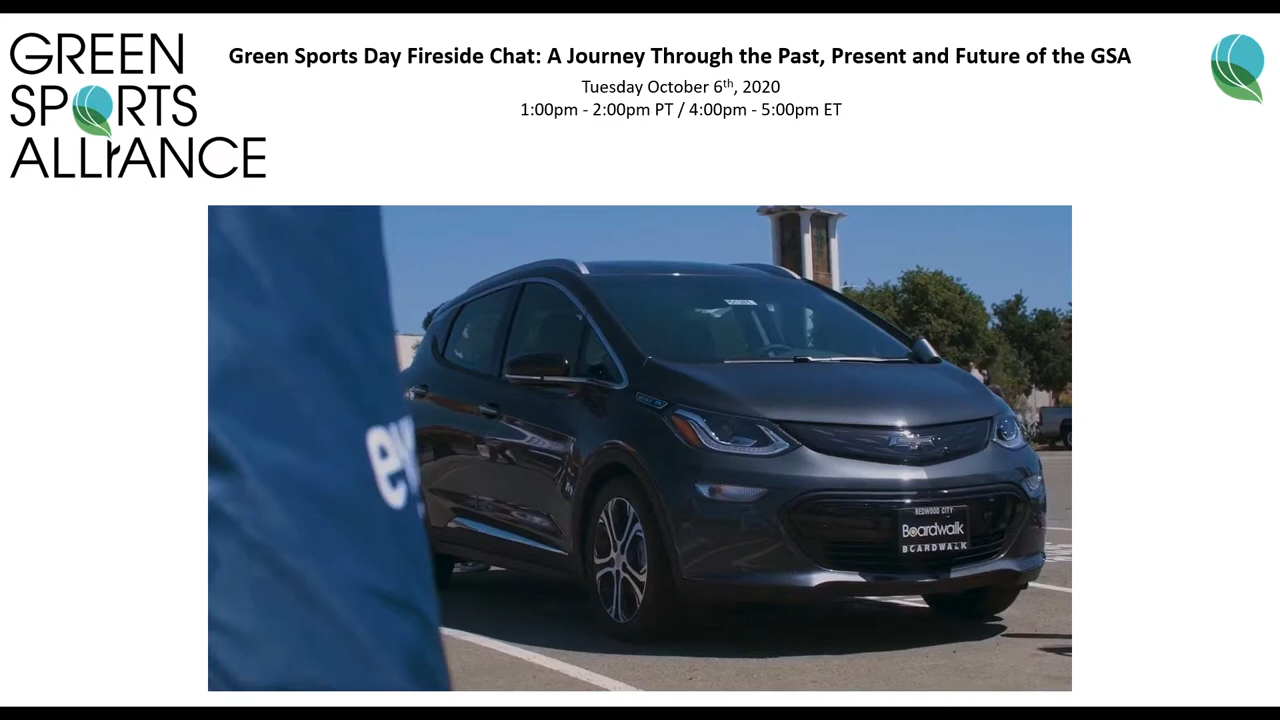 GREEN
SPORTS
ALLIANCE
Green Sports Day Fireside Chat: A Journey Through the Past, Present and Future of the GSA
Tuesday October 6th, 2020
1:00pm - 2:00pm PT / 4:00pm - 5:00pm ET
REDWOOD CITY
Boardwalk
BOARDWALK